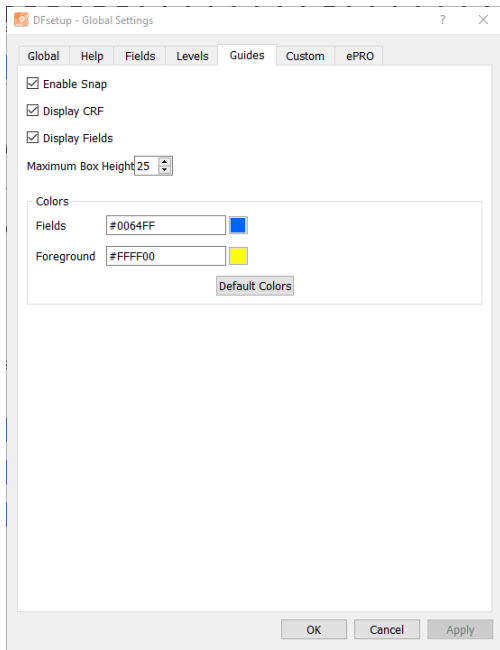 DFsetup - Global Settings ?
Global Help Fields Levels Guides Custom ePRO
Enable Snap
Display CRF
Display Fields
Maximum Box Height 25
Colors
Fields #0064FF
Foreground #FFFF00
Default Colors
OK Cancel Apply